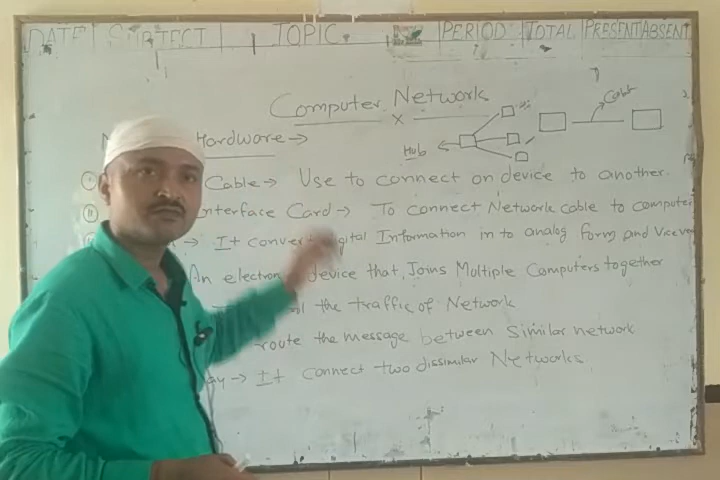 DATE SUBJECT TOPIC PERIOD TOTAL PRESENT ABSENT
Computer Network
Hardware →
Hub
Cable
Cable → Use to connect on device to another.
Interface Card → To connect Network cable to computer
→ It convert Digital Information in to analog form and Vicever
An electronic device that Joins Multiple Computers together
the traffic of Network
route the message between Similar network
→ It connect two dissimilar Networks.